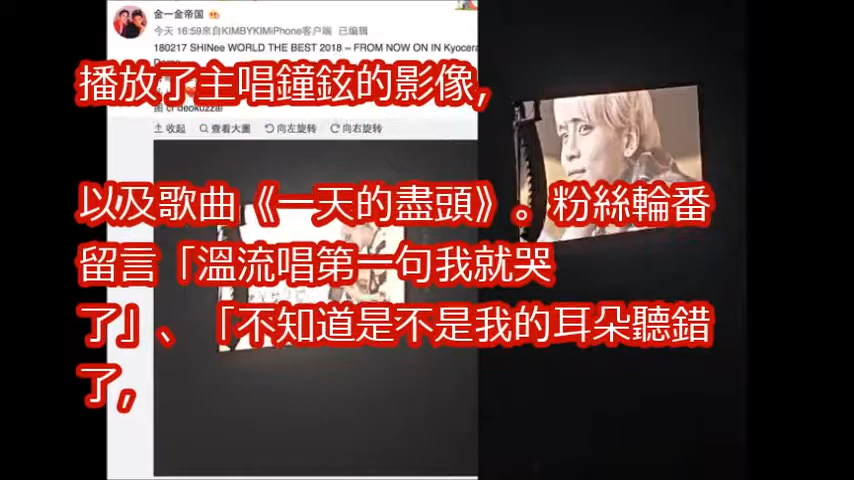 金一金帝国
今天 16:59来自KIMBYKIMiPhone客户端 已编辑
180217 SHINee WORLD THE BEST 2018 ~ FROM NOW ON IN Kyocera
播放了主唱鐘鉉的影像，
收起 查看大圖 向左旋转 向右旋转
以及歌曲《一天的盡頭》。粉絲輪番
留言「溫流唱第一句我就哭
了」、「不知道是不是我的耳朵聽錯
了，